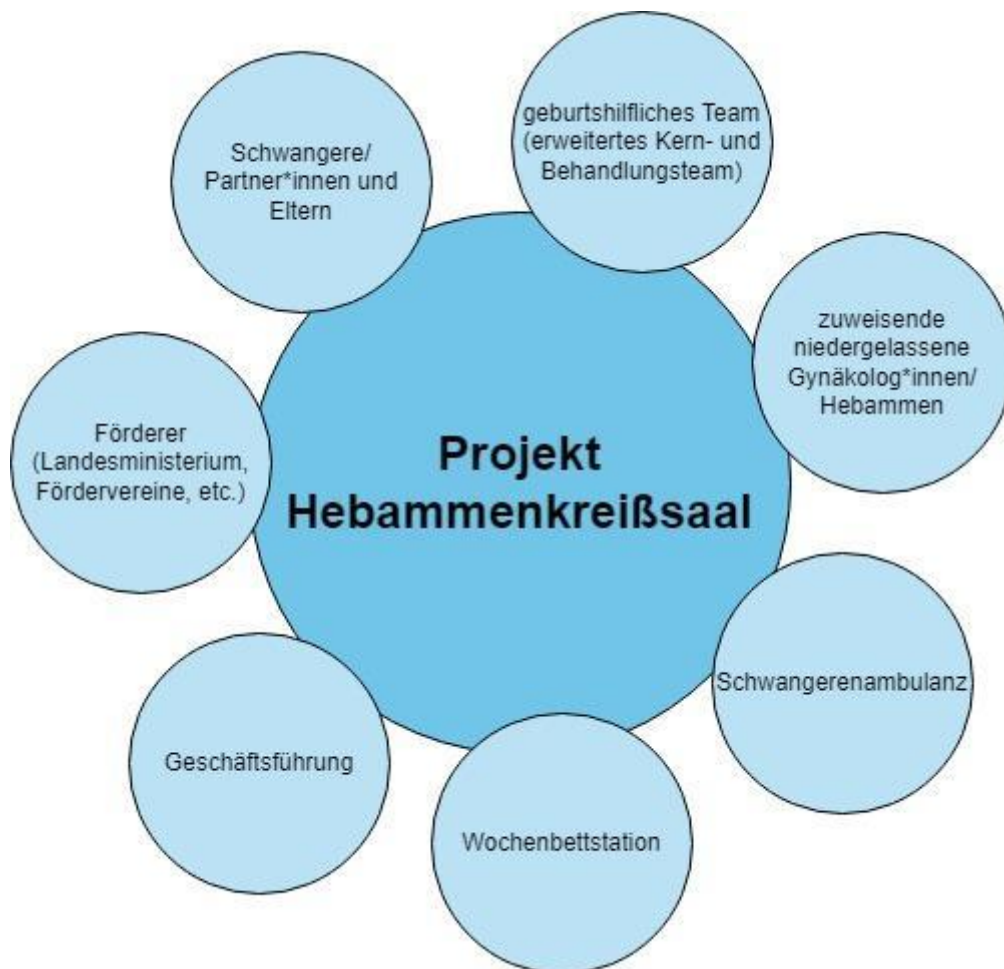 geburtshilfliches Team
(erweitertes Kern- und
Behandlungsteam)
Schwangere/
Partner*innen und
Eltern
zuweisende
niedergelassene
Gynäkolog*innen/
Hebammen
Förderer
(Landesministerium,
Fördervereine, etc.)
Projekt
Hebammenkreißsaal
Schwangerenambulanz
Geschäftsführung
Wochenbettstation